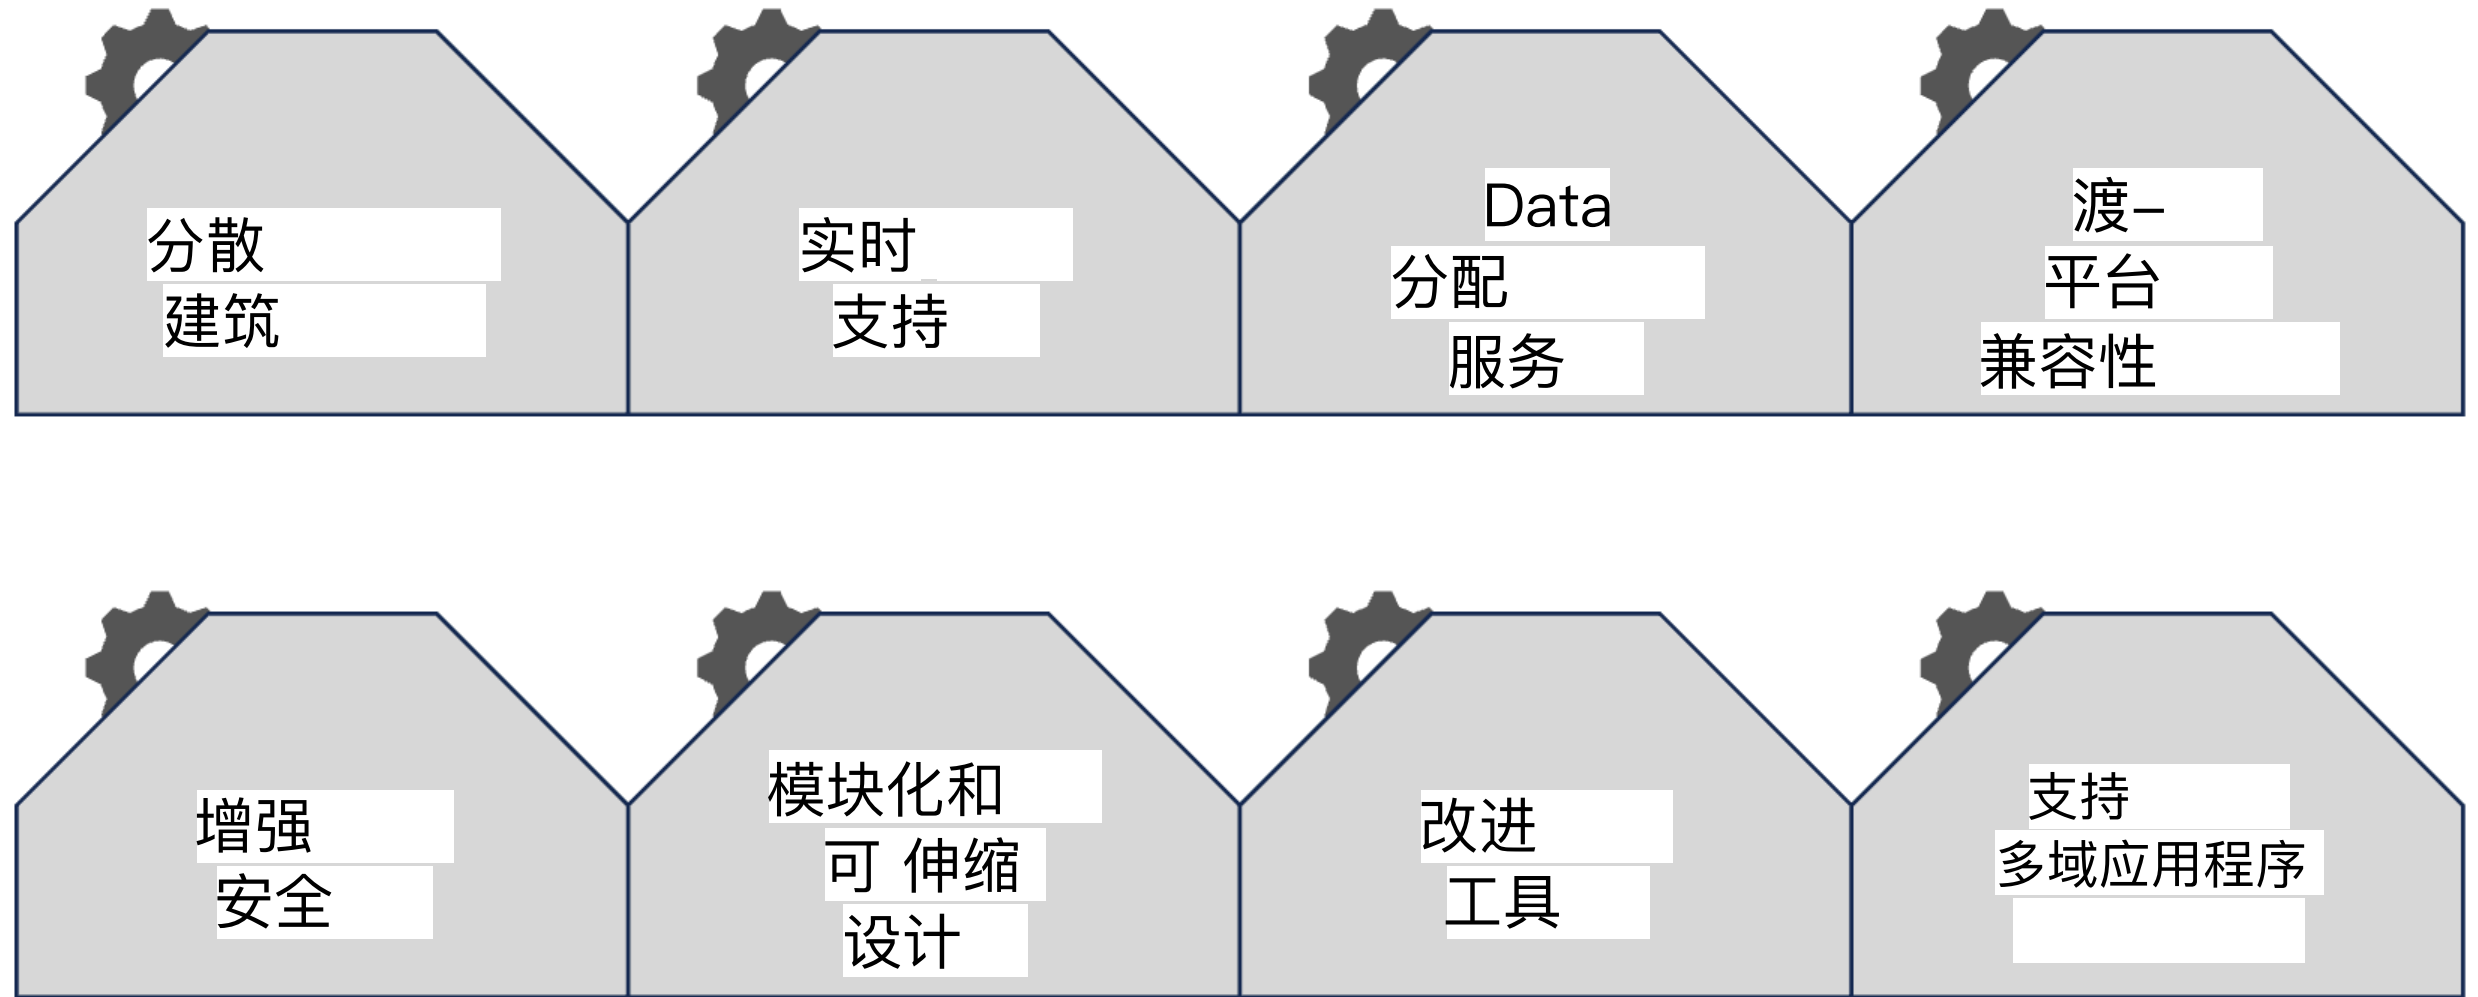 分散
建筑
实时
支持
Data
分配
服务
渡-
平台
兼容性
增强
安全
模块化和
可 伸缩
设计
改进
工具
支持
多域应用程序